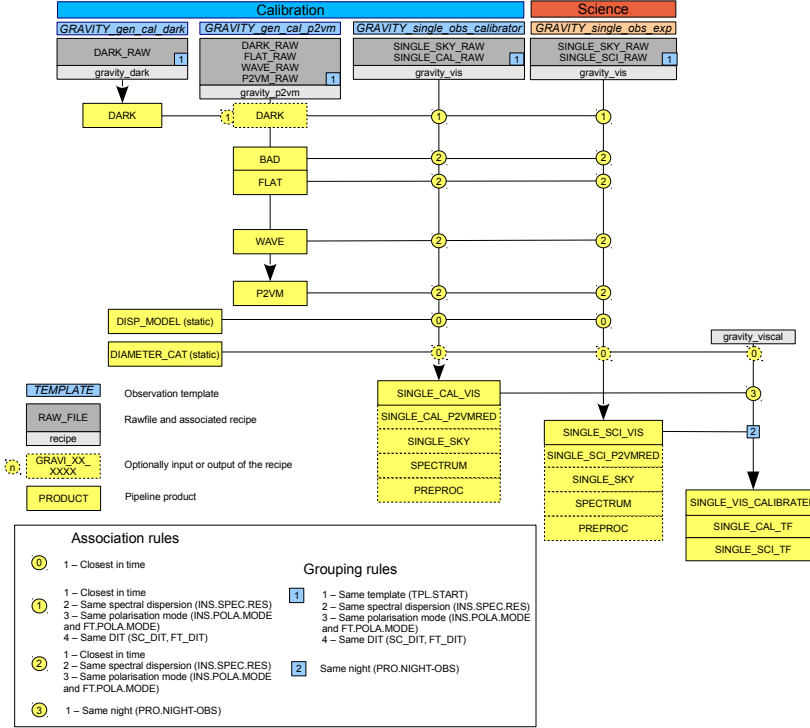 Calibration
Science
GRAVITY_gen_cal_dark
GRAVITY_gen_cal_p2vm
GRAVITY_single_obs_calibrator
GRAVITY_single_obs_exp
DARK_RAW
1
gravity_dark
DARK_RAW
FLAT_RAW
WAVE_RAW
P2VM_RAW
1
gravity_p2vm
SINGLE_SKY_RAW
SINGLE_CAL_RAW
1
gravity_vis
SINGLE_SKY_RAW
SINGLE_SCI_RAW
1
gravity_vis
DARK
1
DARK
1
1
BAD
2
2
FLAT
2
2
WAVE
2
2
P2VM
2
2
DISP_MODEL (static)
0
0
gravity_viscal
DIAMETER_CAT (static)
0
0
0
SINGLE_CAL_VIS
3
SINGLE_CAL_P2VMRED
SINGLE_SKY
SPECTRUM
PREPROC
SINGLE_SCI_VIS
2
SINGLE_SCI_P2VMRED
SINGLE_SKY
SPECTRUM
PREPROC
SINGLE_VIS_CALIBRATED
SINGLE_CAL_TF
SINGLE_SCI_TF
TEMPLATE
Observation template
RAW_FILE
recipe
Rawfile and associated recipe
n
GRAVI_XX_
XXXX
Optionally input or output of the recipe
PRODUCT
Pipeline product
Association rules
0
1 – Closest in time
1
1 – Closest in time
2 – Same spectral dispersion (INS.SPEC.RES)
3 – Same polarisation mode (INS.POLA.MODE
and FT.POLA.MODE)
4 – Same DIT (SC_DIT, FT_DIT)
2
1 – Closest in time
2 – Same spectral dispersion (INS.SPEC.RES)
3 – Same polarisation mode (INS.POLA.MODE
and FT.POLA.MODE)
3
1 – Same night (PRO.NIGHT-OBS)
Grouping rules
1
1 – Same template (TPL.START)
2 – Same spectral dispersion (INS.SPEC.RES)
3 – Same polarisation mode (INS.POLA.MODE
and FT.POLA.MODE)
4 – Same DIT (SC_DIT, FT_DIT)
2
Same night (PRO.NIGHT-OBS)